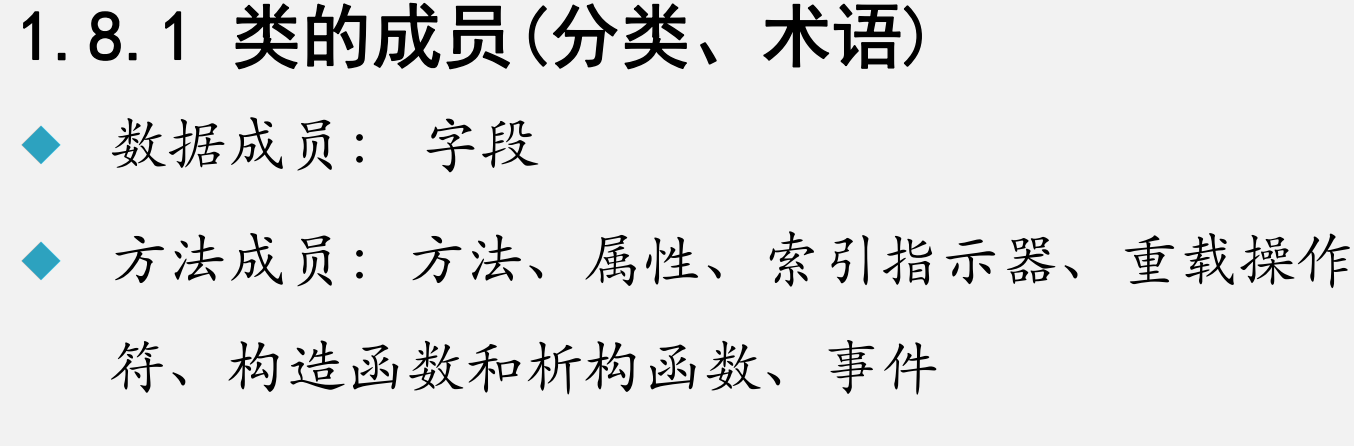 1.8.1 类的成员(分类、术语)
数据成员： 字段
方法成员：方法、属性、索引指示器、重载操作
符、构造函数和析构函数、事件